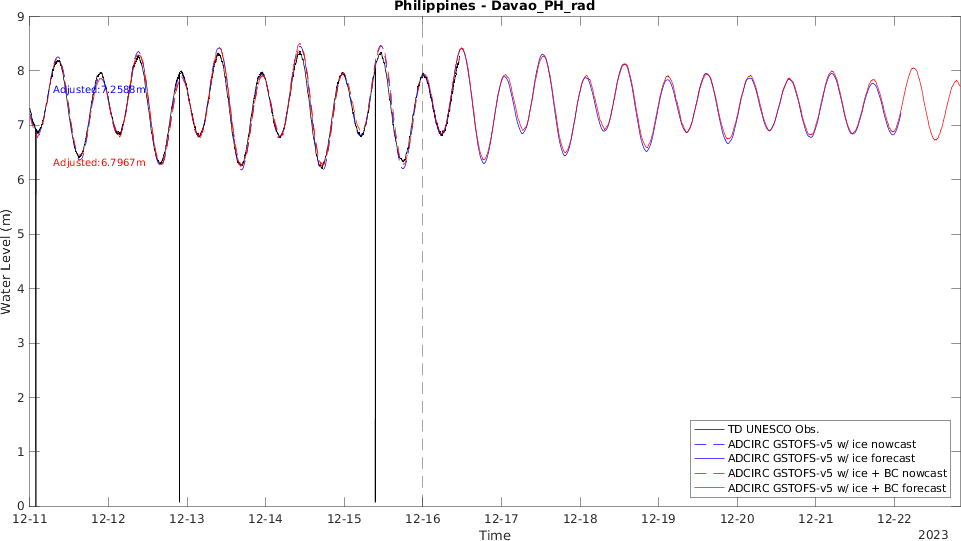 Philippines - Davao_PH_rad
9
8
7
6
5
4
3
2
1
0
Water Level (m)
Adjusted:7.2588m
Adjusted:6.7967m
TD UNESCO Obs.
ADCIRC GSTOFS-v5 w/ ice nowcast
ADCIRC GSTOFS-v5 w/ ice forecast
ADCIRC GSTOFS-v5 w/ ice + BC nowcast
ADCIRC GSTOFS-v5 w/ ice + BC forecast
12-11 12-12 12-13 12-14 12-15 12-16 12-17 12-18 12-19 12-20 12-21 12-22
Time
2023